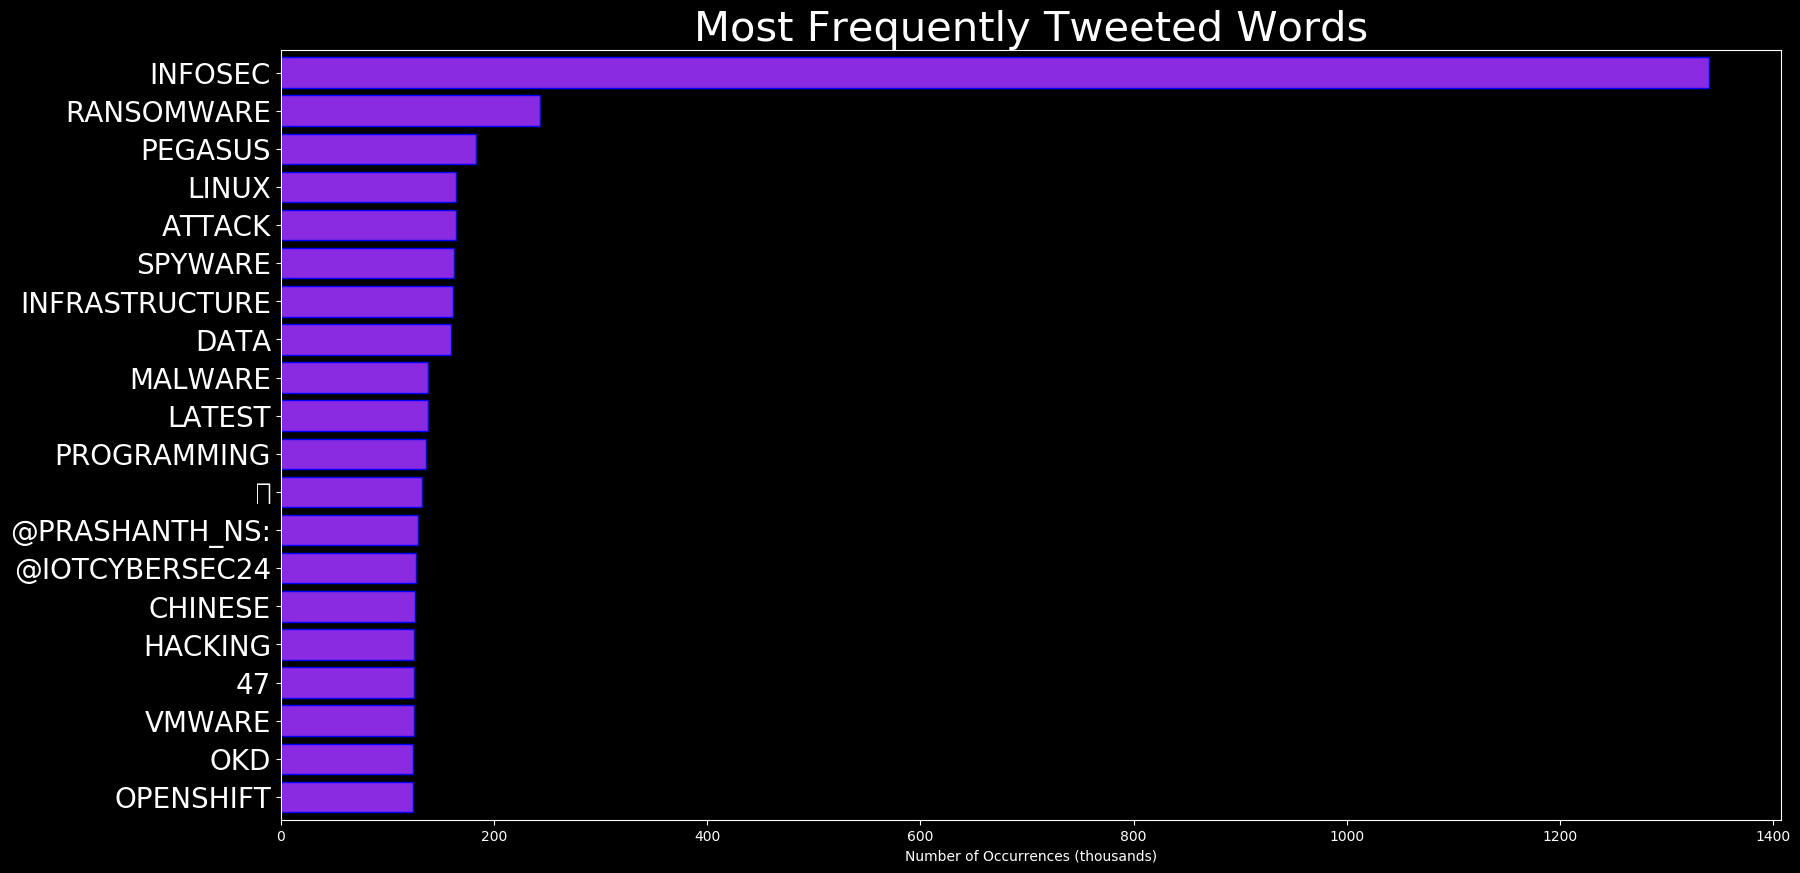 Most Frequently Tweeted Words
INFOSEC
RANSOMWARE
PEGASUS
LINUX
ATTACK
SPYWARE
INFRASTRUCTURE
DATA
MALWARE
LATEST
PROGRAMMING
@PRASHANTH_NS:
@IOTCYBERSEC24
CHINESE
HACKING
47
VMWARE
OKD
OPENSHIFT
0 200 400 600 800 1000 1200 1400
Number of Occurrences (thousands)